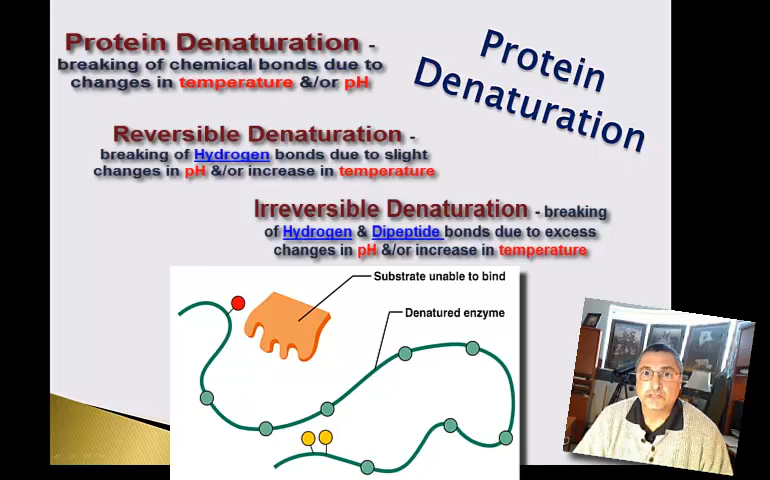 Protein Denaturation -
breaking of chemical bonds due to
changes in temperature &/or pH
Protein
Denaturation
Reversible Denaturation -
breaking of Hydrogen bonds due to slight
changes in pH &/or increase in temperature
Irreversible Denaturation - breaking
of Hydrogen & Dipeptide bonds due to excess
changes in pH &/or increase in temperature
Substrate unable to bind
Denatured enzyme